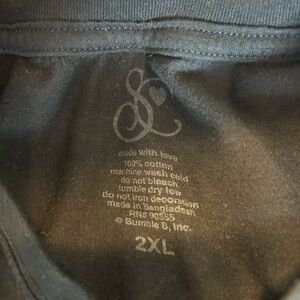 made with love
100% cotton
machine wash cold
do not bleach
tumble dry low
do not iron decoration
made in Bangladesh
RN# 90355
© Bumble B, Inc.
2XL